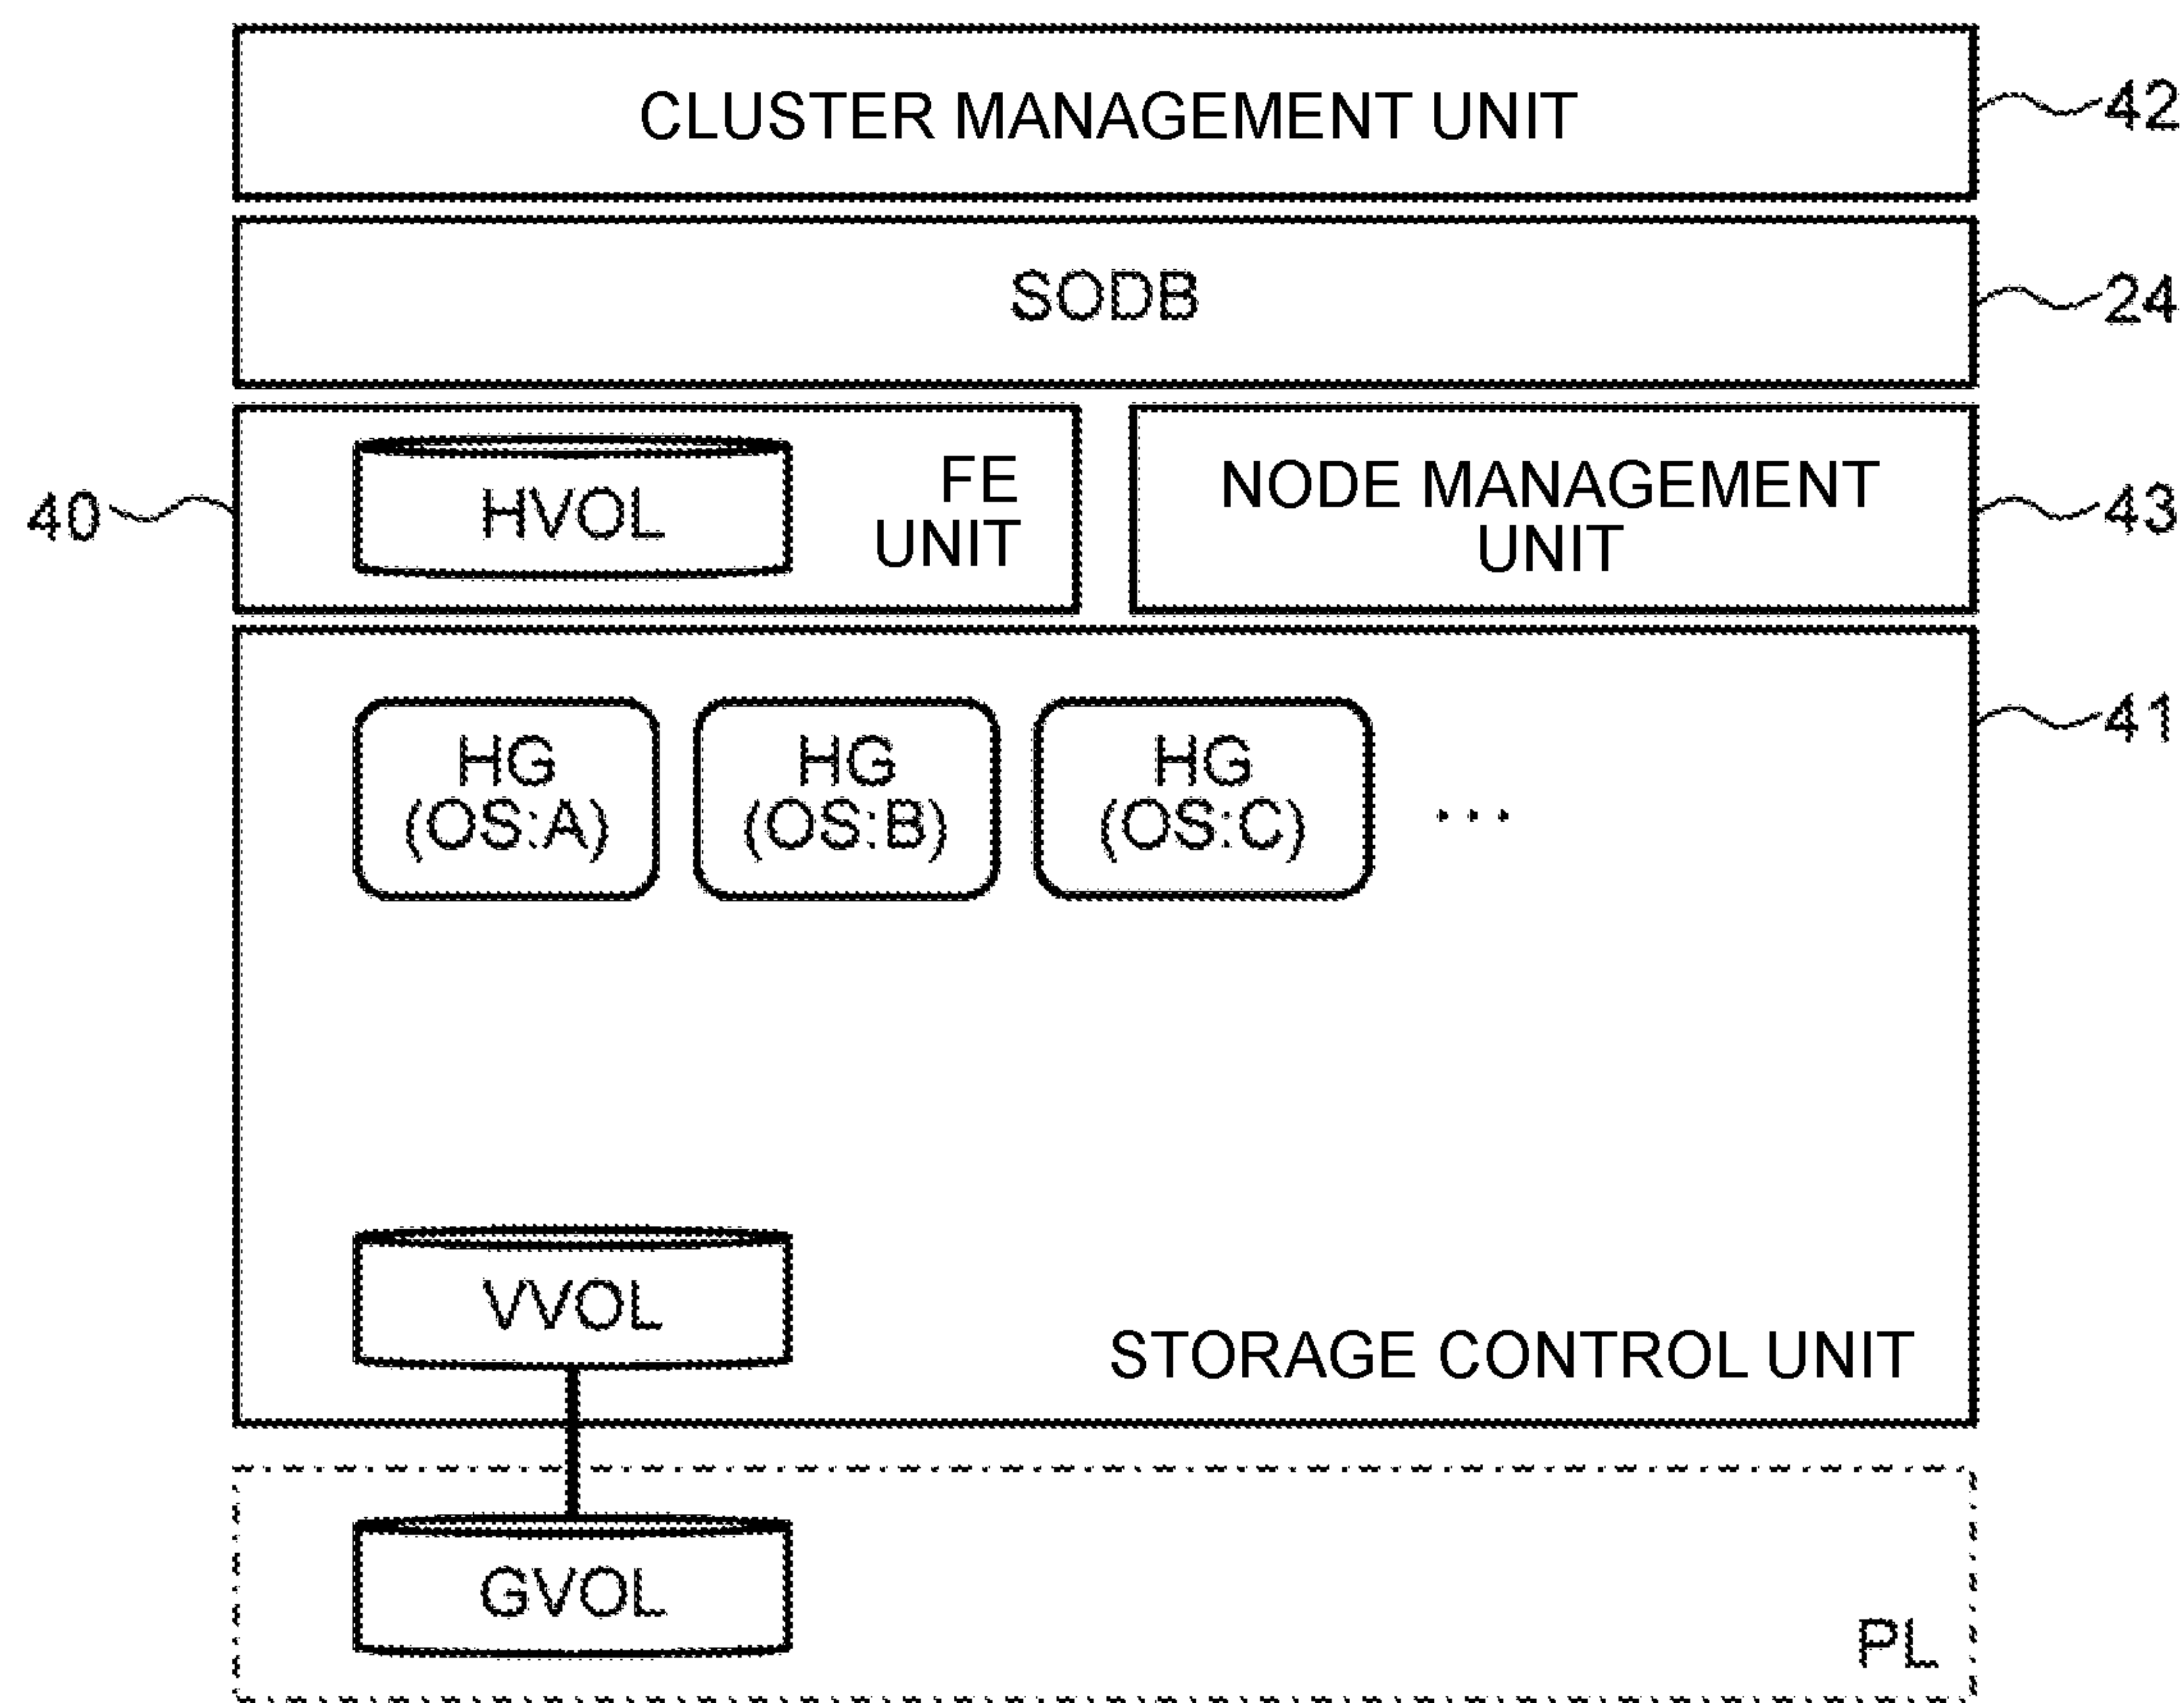 CLUSTER MANAGEMENT UNIT
42
SODB
24
40
HVOL
FE
UNIT
NODE MANAGEMENT
UNIT
43
HG
(OS:A)
HG
(OS:B)
HG
(OS:C)
...
41
VVOL
STORAGE CONTROL UNIT
GVOL
PL